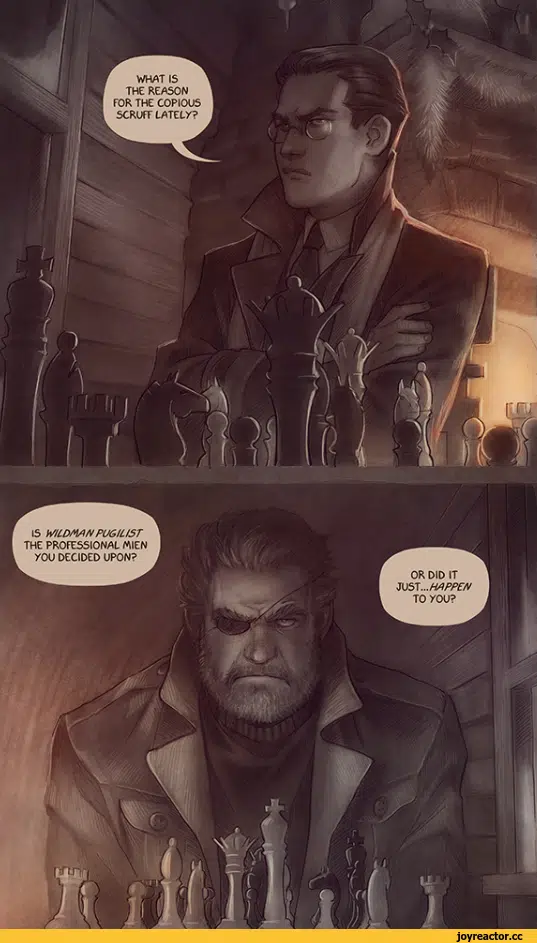 WHAT IS
THE REASON
FOR THE COPIOUS
SCRUFF LATELY?
IS WILDMAN PUGILIST
THE PROFESSIONAL MIEN
YOU DECIDED UPON?
OR DID IT
JUST...HAPPEN
TO YOU?
joyreactor.cc